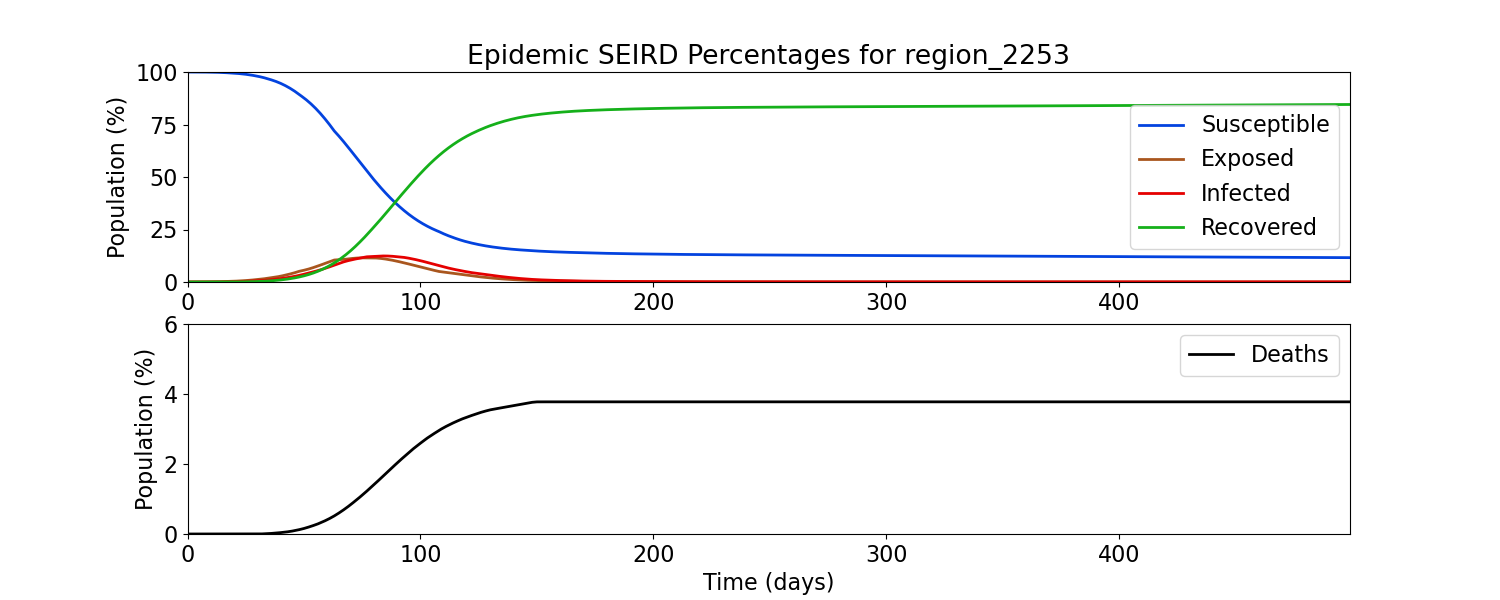 Epidemic SEIRD Percentages for region_2253
Population (%)
100
75
50
25
0
Susceptible
Exposed
Infected
Recovered
0 100 200 300 400
Population (%)
6
4
2
0
Deaths
0 100 200 300 400
Time (days)